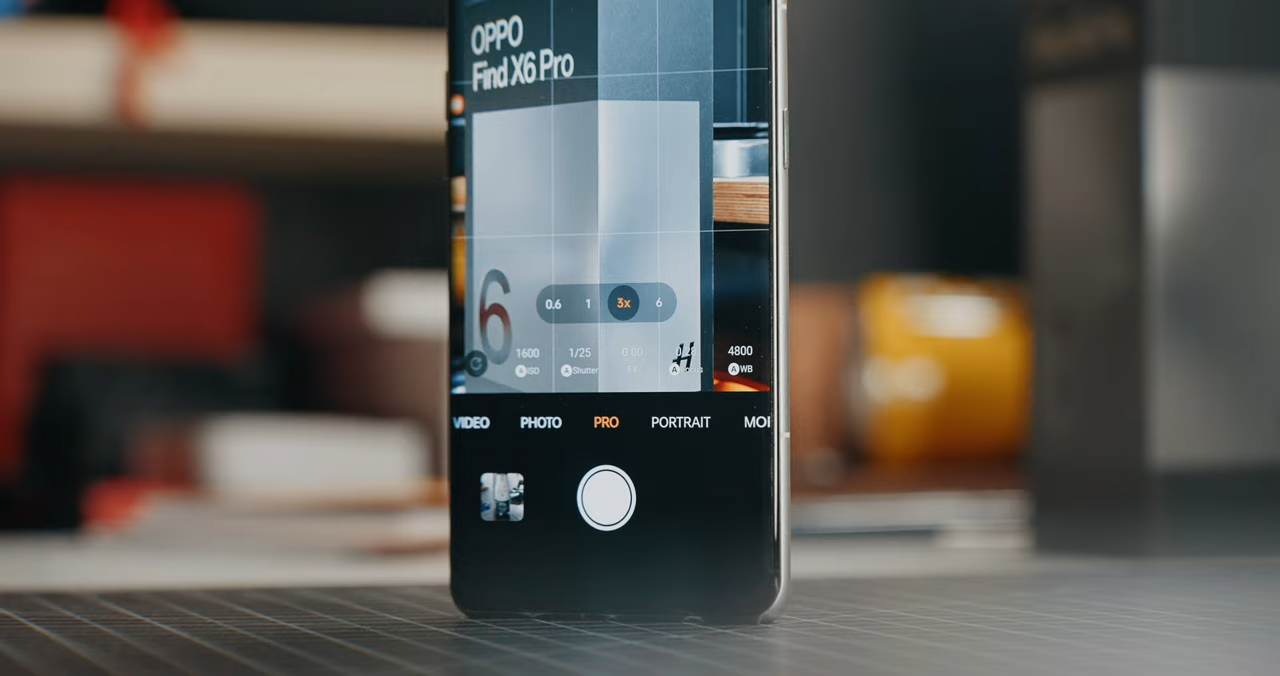 OPPO
Find X6 Pro
6
0.6 1 3x 6
1600 1/25 0.00 4800
A ISO A Shutter EV A A WB
H
VIDEO PHOTO PRO PORTRAIT